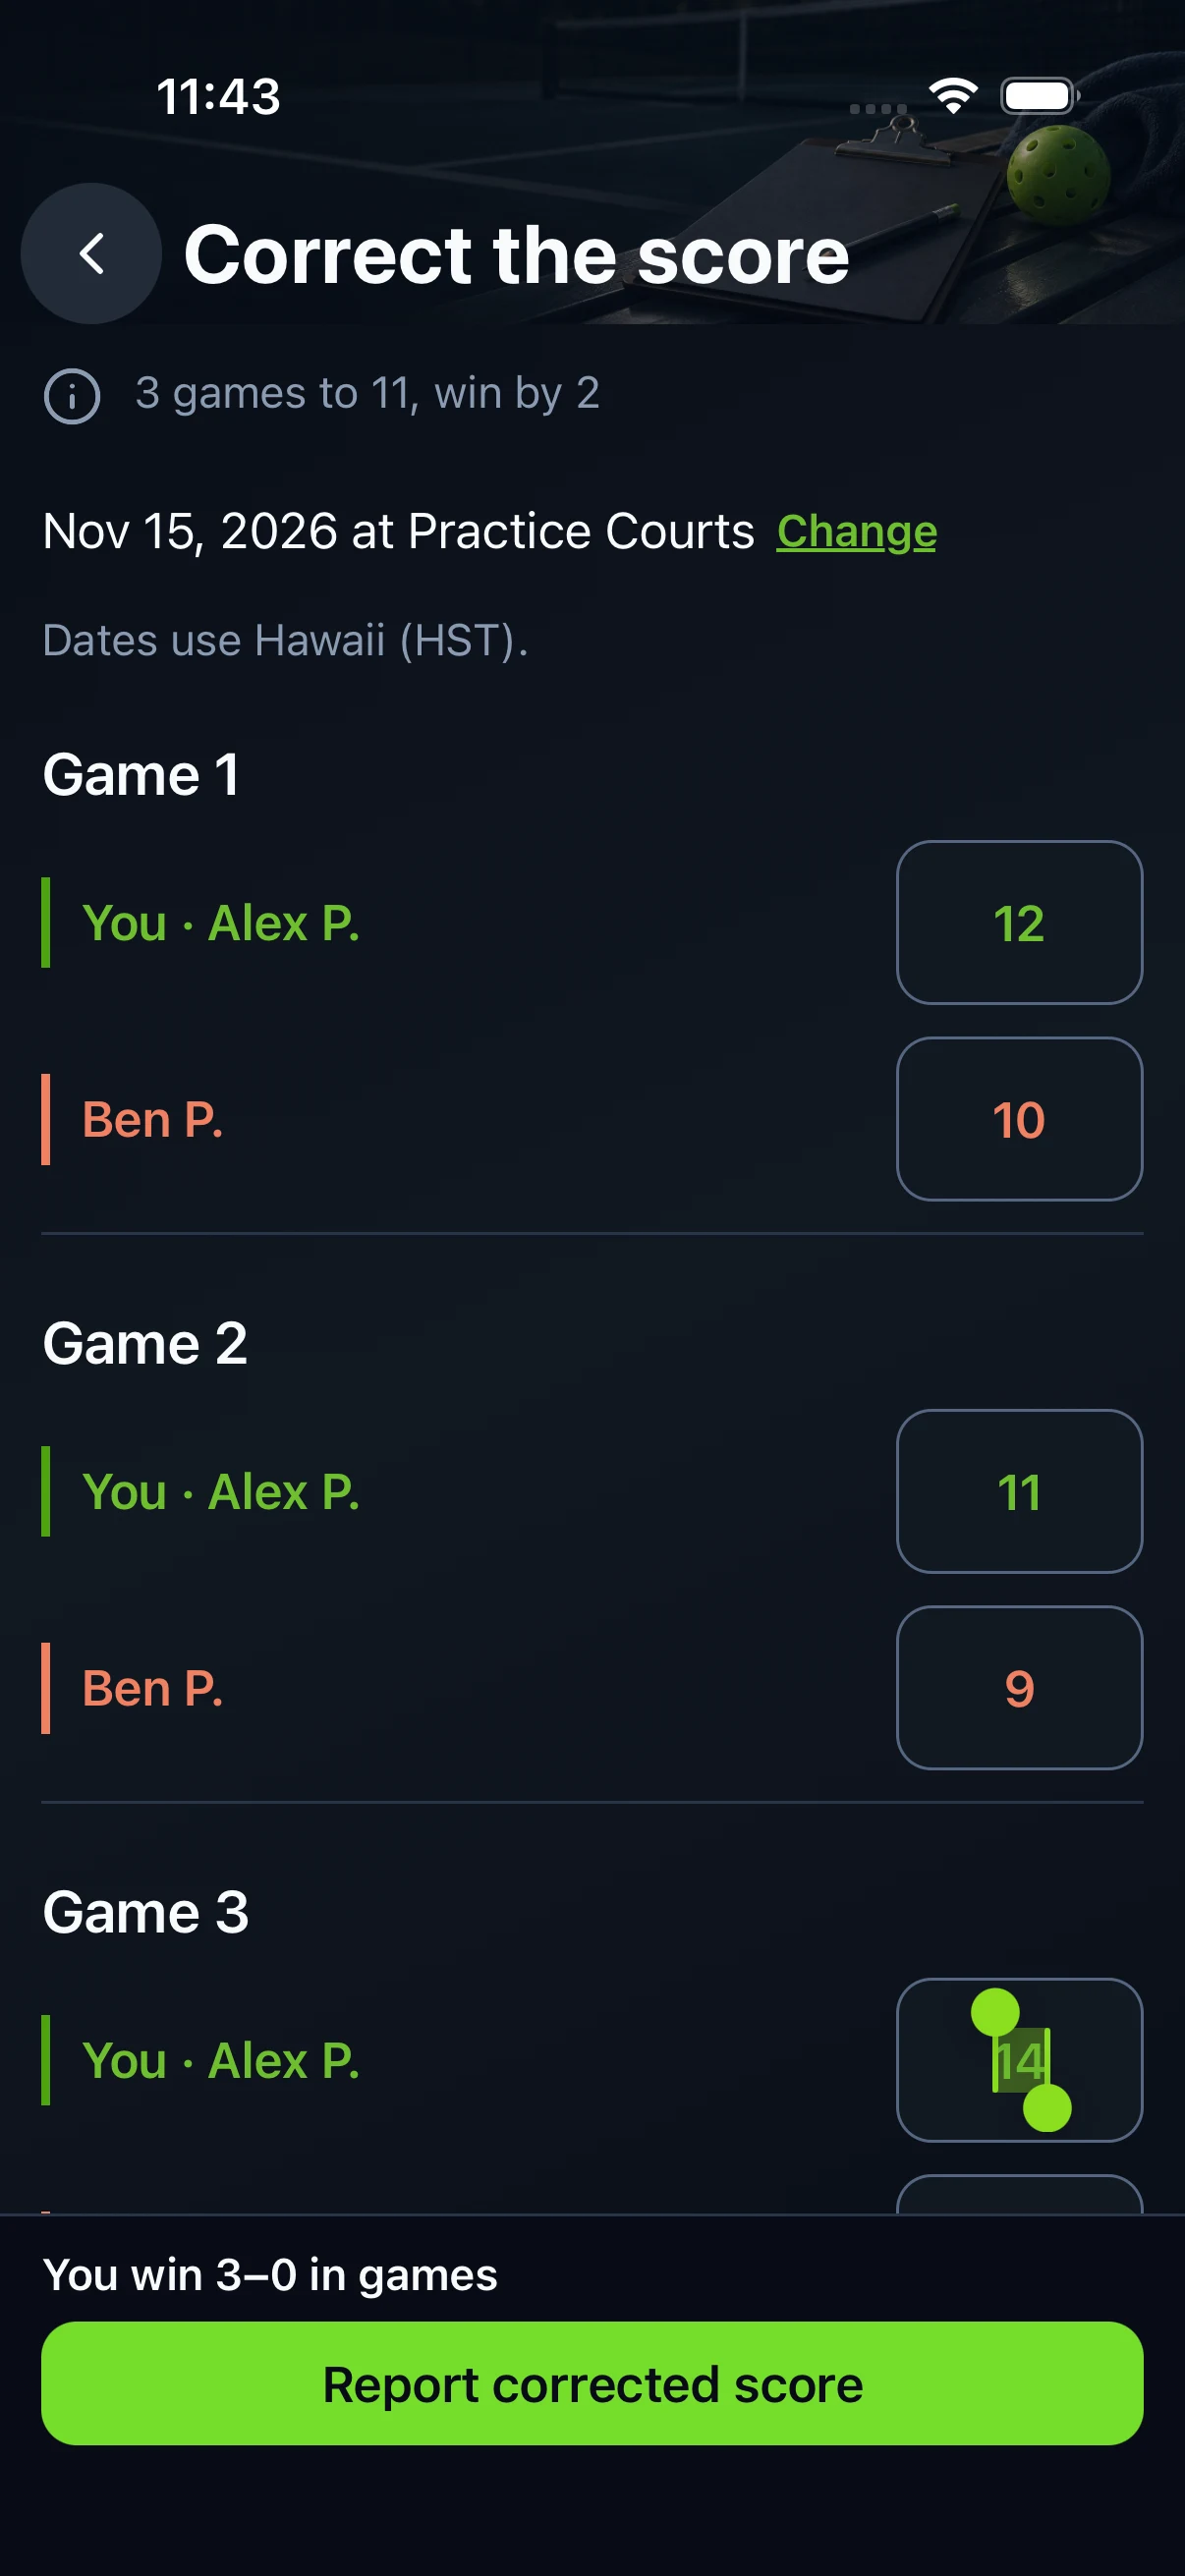 11:43
Correct the score
3 games to 11, win by 2
Nov 15, 2026 at Practice Courts Change
Dates use Hawaii (HST).
Game 1
You · Alex P.
12
Ben P.
10
Game 2
You · Alex P.
11
Ben P.
9
Game 3
You · Alex P.
14
You win 3–0 in games
Report corrected score